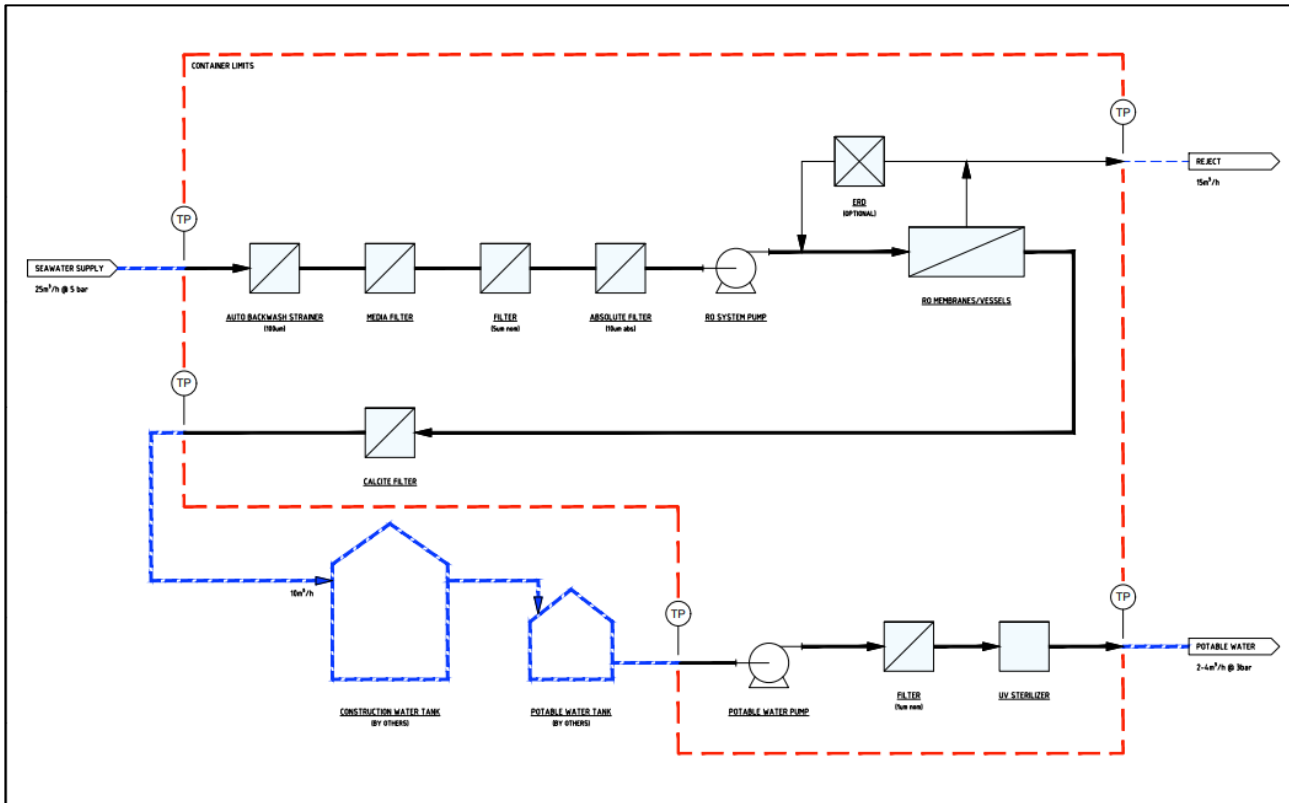 CONTAINER LIMITS
TP
REJECT
15m³/h
ERD
(OPTIONAL)
TP
SEAWATER SUPPLY
25m³/h @ 5 bar
AUTO BACKWASH STRAINER
(100um)
MEDIA FILTER
FILTER
(5um nom)
ABSOLUTE FILTER
(10um abs)
RO SYSTEM PUMP
RO MEMBRANES/VESSELS
TP
CALCITE FILTER
10m³/h
CONSTRUCTION WATER TANK
(BY OTHERS)
POTABLE WATER TANK
(BY OTHERS)
TP
POTABLE WATER PUMP
FILTER
(1um nom)
UV STERILIZER
TP
POTABLE WATER
2-4m³/h @ 3bar